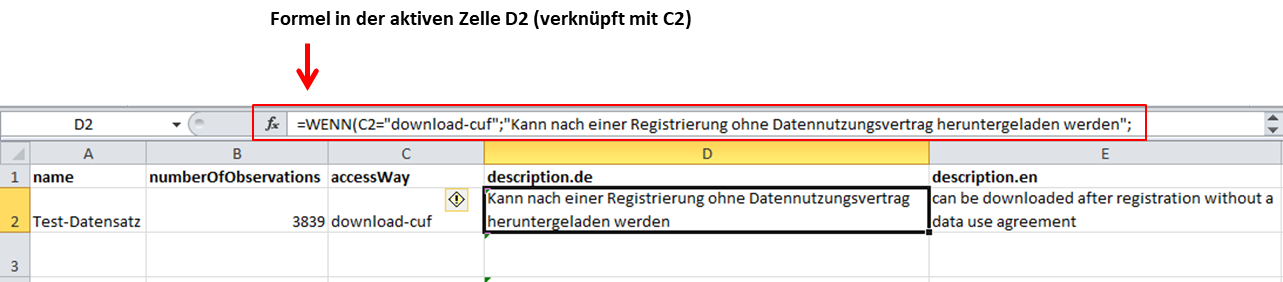 Formel in der aktiven Zelle D2 (verknüpft mit C2)
D2 fx =WENN(C2="download-cuf";"Kann nach einer Registrierung ohne Datennutzungsvertrag heruntergeladen werden";
A B C D E
1 name numberOfObservations accessWay description.de description.en
2 Test-Datensatz 3839 download-cuf Kann nach einer Registrierung ohne Datennutzungsvertrag can be downloaded after registration without a
heruntergeladen werden data use agreement
3